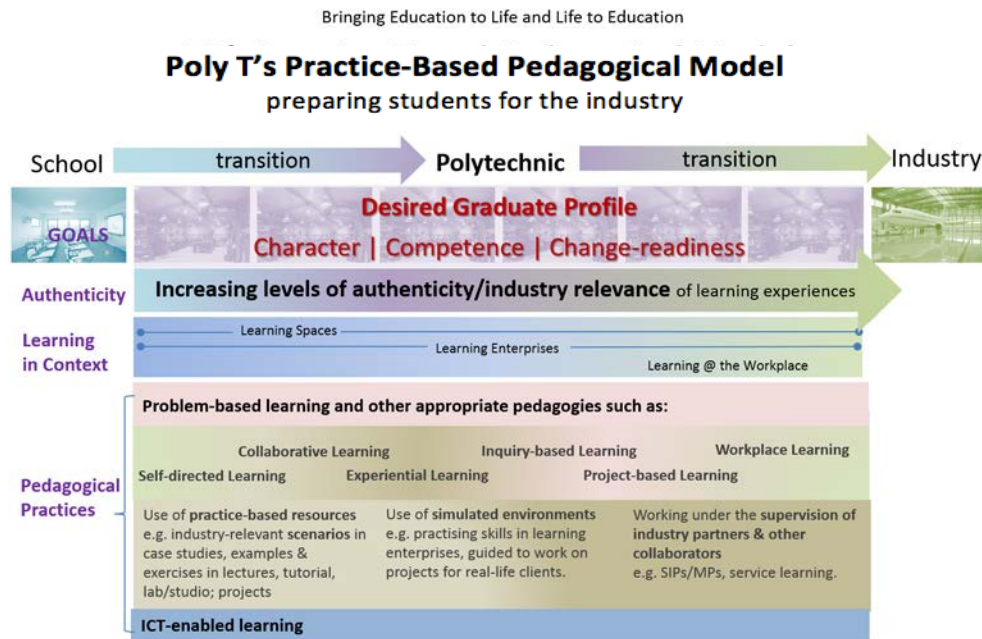 Bringing Education to Life and Life to Education
Poly T's Practice-Based Pedagogical Model
preparing students for the industry
School transition Polytechnic transition Industry
GOALS
Desired Graduate Profile
Character | Competence | Change-readiness
Authenticity
Increasing levels of authenticity/industry relevance of learning experiences
Learning
in Context
Learning Spaces
Learning Enterprises
Learning @ the Workplace
Pedagogical
Practices
Problem-based learning and other appropriate pedagogies such as:
Collaborative Learning Inquiry-based Learning Workplace Learning
Self-directed Learning Experiential Learning Project-based Learning
Use of practice-based resources
e.g. industry-relevant scenarios in
case studies, examples &
exercises in lectures, tutorial,
lab/studio; projects
Use of simulated environments
e.g. practising skills in learning
enterprises, guided to work on
projects for real-life clients.
Working under the supervision of
industry partners & other
collaborators
e.g. SIPs/MPs, service learning.
ICT-enabled learning